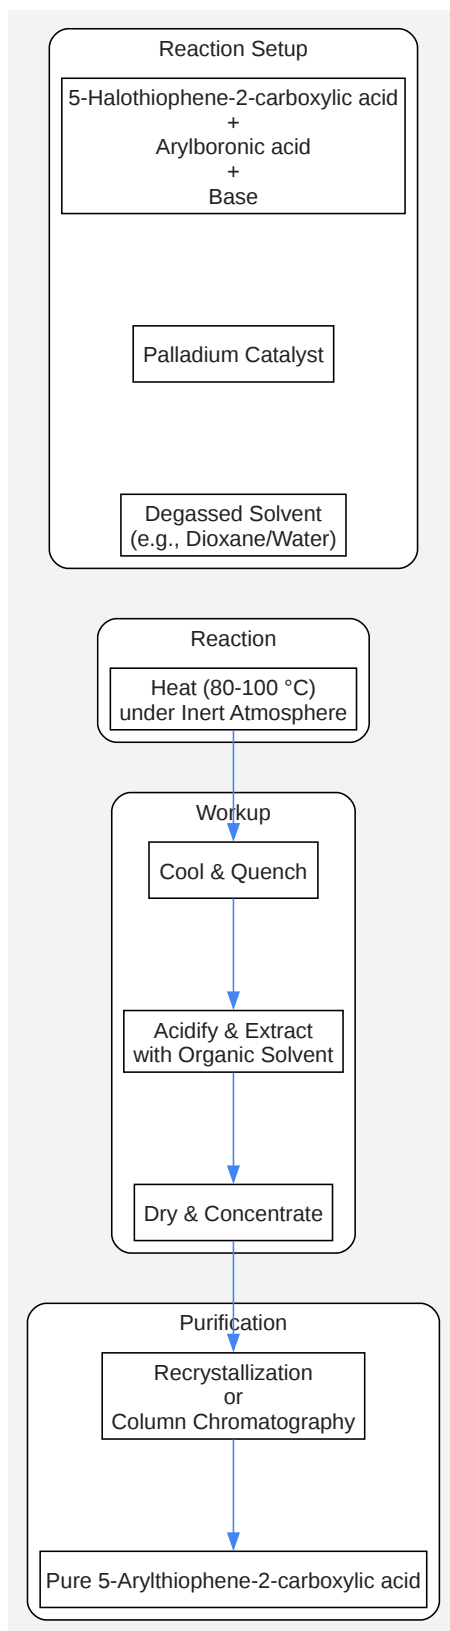 Reaction Setup
5-Halothiophene-2-carboxylic acid
+
Arylboronic acid
+
Base
Palladium Catalyst
Degassed Solvent
(e.g., Dioxane/Water)
Reaction
Heat (80-100 °C)
under Inert Atmosphere
Workup
Cool & Quench
Acidify & Extract
with Organic Solvent
Dry & Concentrate
Purification
Recrystallization
or
Column Chromatography
Pure 5-Arylthiophene-2-carboxylic acid